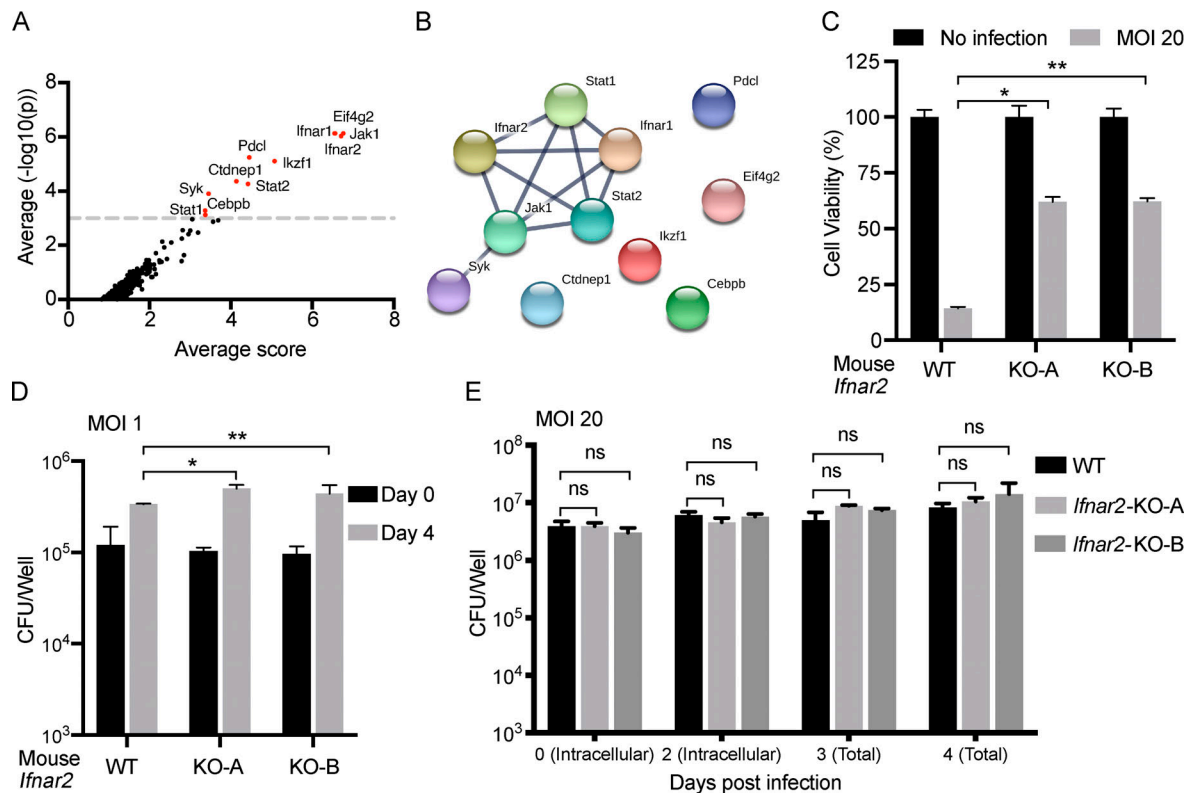 A
Average (-log10(p))
8
6
4
2
0
0 2 4 6 8
Average score
Eif4g2
Ifnar1 Jak1
Ifnar2
Pdcl
Ikzf1
Ctdnep1
Stat2
Syk
Cebpb
Stat1
B
Stat1
Pdcl
Ifnar2
Ifnar1
Eif4g2
Stat2
Jak1
Ikzf1
Syk
Ctdnep1
Cebpb
C
No infection MOI 20
Cell Viability (%)
125
100
75
50
25
0
**
*
Mouse
Ifnar2
WT KO-A KO-B
D
MOI 1
CFU/Well
10^6
10^5
10^4
10^3
**
*
Day 0
Day 4
Mouse
Ifnar2
WT KO-A KO-B
E
MOI 20
CFU/Well
10^8
10^7
10^6
10^5
10^4
10^3
ns ns ns ns
ns ns ns ns
WT
Ifnar2-KO-A
Ifnar2-KO-B
0 (Intracellular) 2 (Intracellular) 3 (Total) 4 (Total)
Days post infection